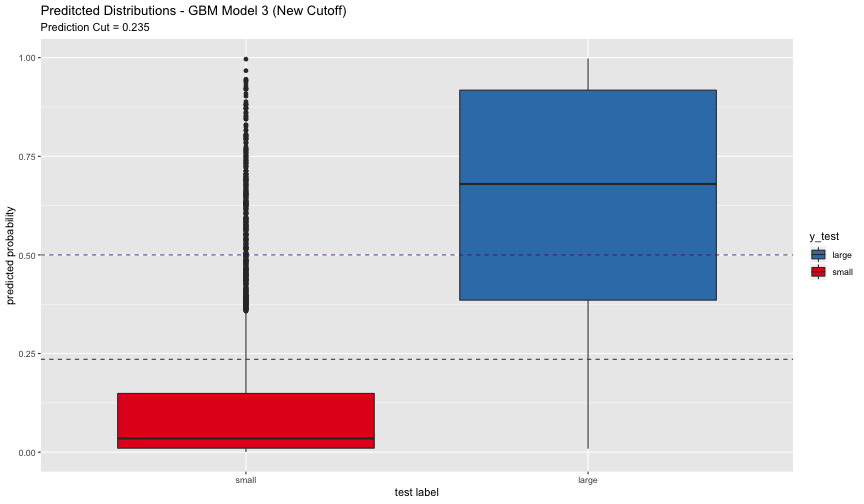 Preditcted Distributions - GBM Model 3 (New Cutoff)
Prediction Cut = 0.235
1.00
0.75
0.50
0.25
0.00
predicted probability
small
large
test label
y_test
large
small